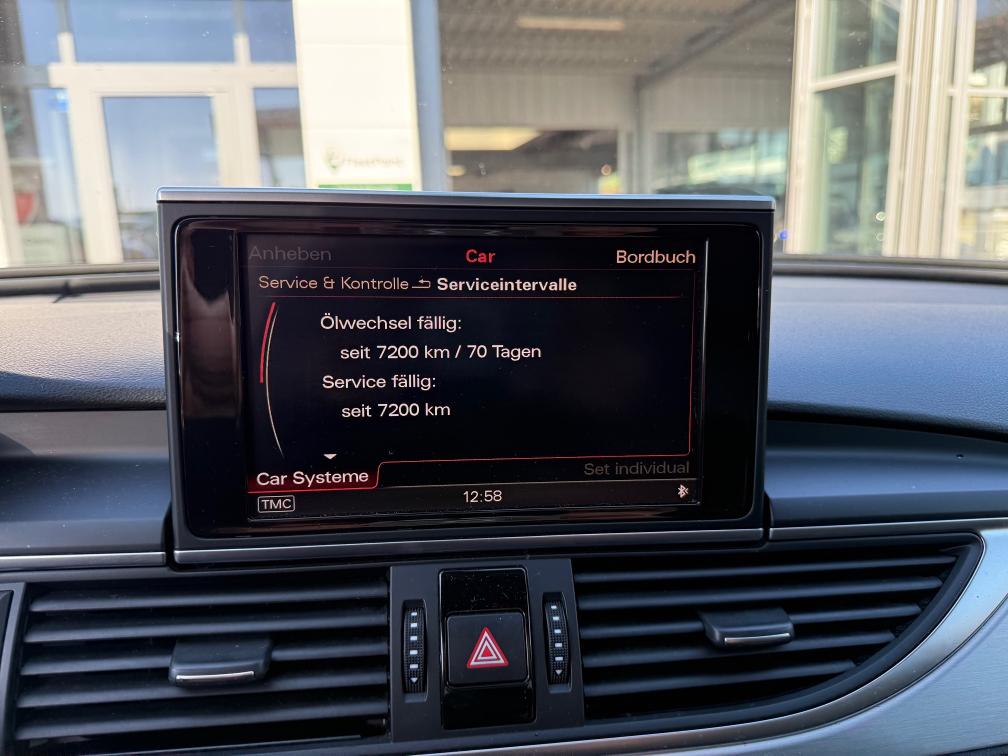 Anheben Car Bordbuch
Service & Kontrolle Serviceintervalle
Ölwechsel fällig:
seit 7200 km / 70 Tagen
Service fällig:
seit 7200 km
Set individual
Car Systeme
TMC 12:58